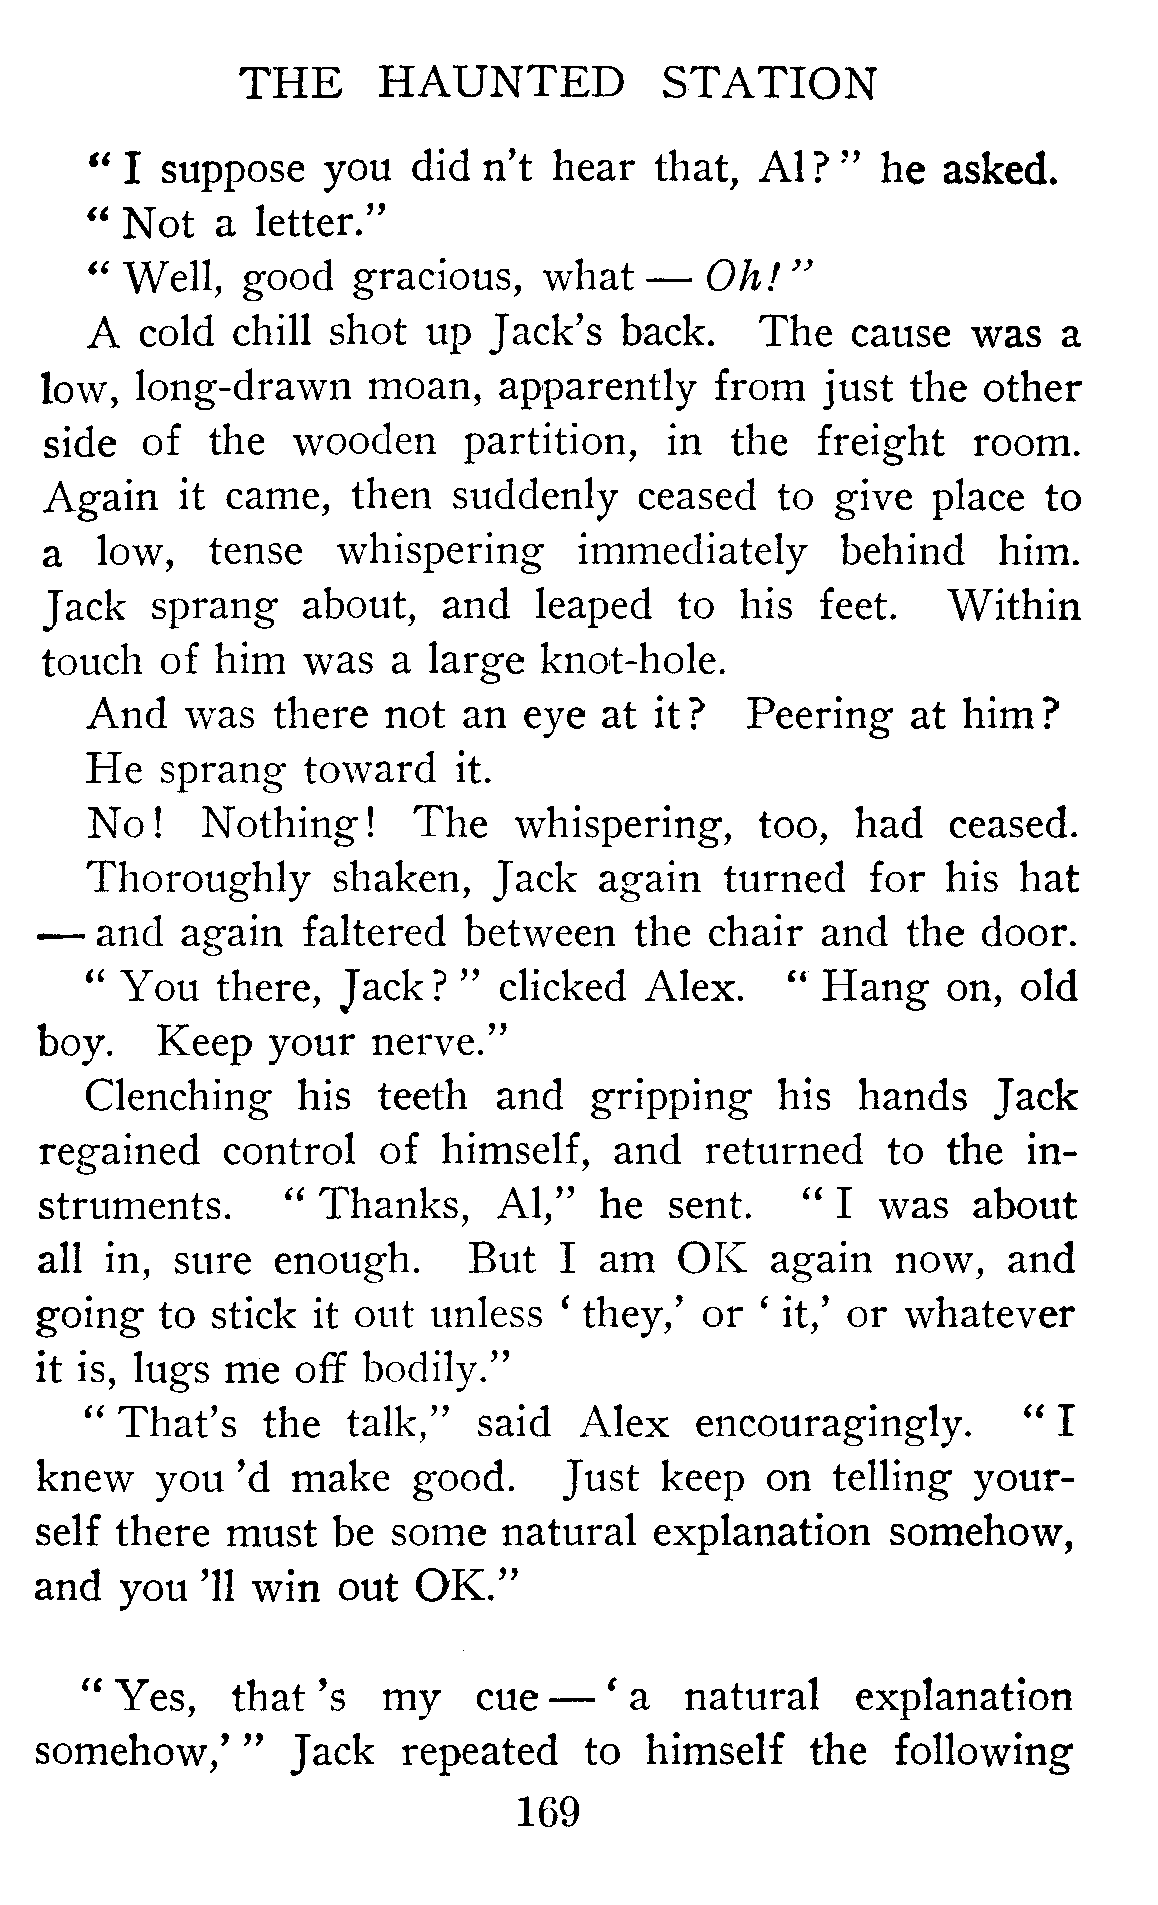 THE HAUNTED STATION
“ I suppose you did n’t hear that, Al? ” he asked.
“ Not a letter.”
“ Well, good gracious, what — Oh! ”
A cold chill shot up Jack’s back. The cause was a
low, long-drawn moan, apparently from just the other
side of the wooden partition, in the freight room.
Again it came, then suddenly ceased to give place to
a low, tense whispering immediately behind him.
Jack sprang about, and leaped to his feet. Within
touch of him was a large knot-hole.
And was there not an eye at it? Peering at him?
He sprang toward it.
No! Nothing! The whispering, too, had ceased.
Thoroughly shaken, Jack again turned for his hat
— and again faltered between the chair and the door.
“ You there, Jack? ” clicked Alex. “ Hang on, old
boy. Keep your nerve.”
Clenching his teeth and gripping his hands Jack
regained control of himself, and returned to the in-
struments. “ Thanks, Al,” he sent. “ I was about
all in, sure enough. But I am OK again now, and
going to stick it out unless ‘ they,’ or ‘ it,’ or whatever
it is, lugs me off bodily.”
“ That’s the talk,” said Alex encouragingly. “ I
knew you ’d make good. Just keep on telling your-
self there must be some natural explanation somehow,
and you ’ll win out OK.”
“ Yes, that ’s my cue — ‘ a natural explanation
somehow,’ ” Jack repeated to himself the following
169